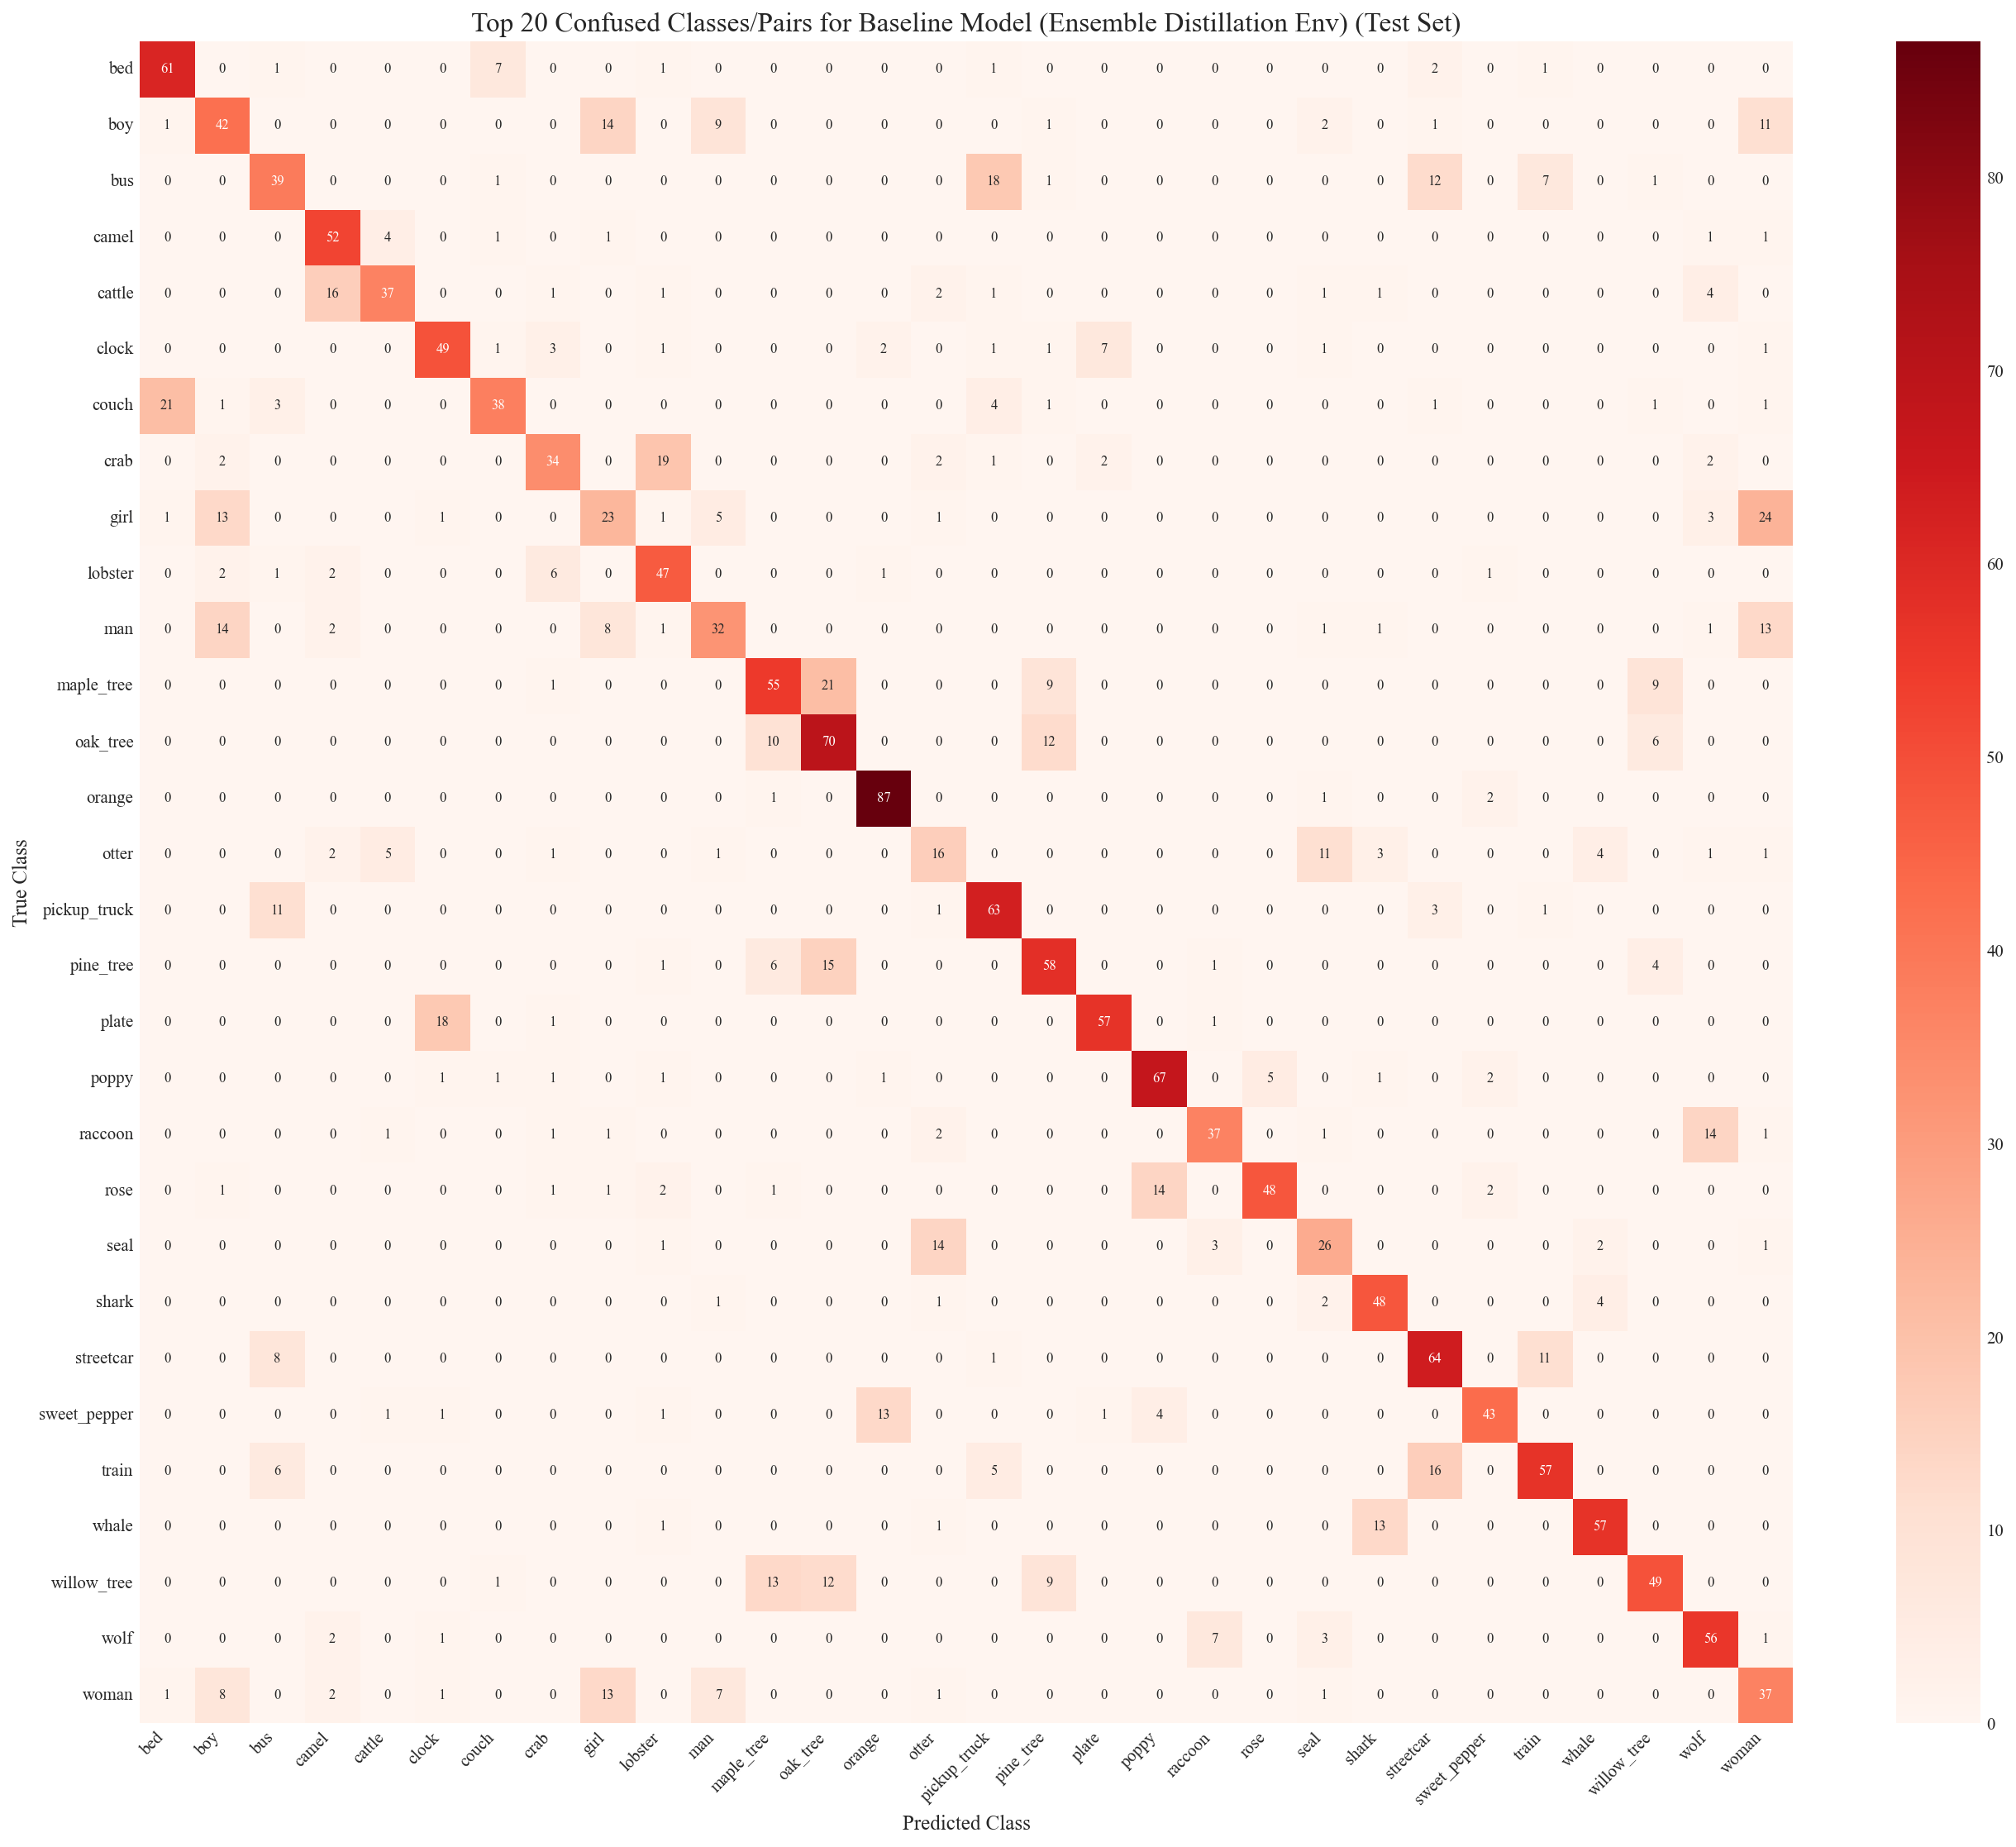 Top 20 Confused Classes/Pairs for Baseline Model (Ensemble Distillation Env) (Test Set)
bed 61 0 1 0 0 0 7 0 0 1 0 0 0 0 0 1 0 0 0 0 0 0 0 2 0 1 0 0 0 0
boy 1 42 0 0 0 0 0 0 14 0 9 0 0 0 0 0 1 0 0 0 0 2 0 1 0 0 0 0 0 11
bus 0 0 39 0 0 0 1 0 0 0 0 0 0 0 0 18 1 0 0 0 0 0 0 12 0 7 0 1 0 0
camel 0 0 0 52 4 0 1 0 1 0 0 0 0 0 0 0 0 0 0 0 0 0 0 0 0 0 0 0 1 1
cattle 0 0 0 16 37 0 0 1 0 1 0 0 0 0 2 1 0 0 0 0 0 1 1 0 0 0 0 0 4 0
clock 0 0 0 0 0 49 1 3 0 1 0 0 0 2 0 1 1 7 0 0 0 1 0 0 0 0 0 0 0 1
couch 21 1 3 0 0 0 38 0 0 0 0 0 0 0 0 4 1 0 0 0 0 0 0 1 0 0 0 1 0 1
crab 0 2 0 0 0 0 0 34 0 19 0 0 0 0 2 1 0 2 0 0 0 0 0 0 0 0 0 0 2 0
girl 1 13 0 0 0 1 0 0 23 1 5 0 0 0 1 0 0 0 0 0 0 0 0 0 0 0 0 0 3 24
lobster 0 2 1 2 0 0 0 6 0 47 0 0 0 1 0 0 0 0 0 0 0 0 0 0 1 0 0 0 0 0
man 0 14 0 2 0 0 0 0 8 1 32 0 0 0 0 0 0 0 0 0 0 1 1 0 0 0 0 0 1 13
maple_tree 0 0 0 0 0 0 0 1 0 0 0 55 21 0 0 0 9 0 0 0 0 0 0 0 0 0 0 9 0 0
oak_tree 0 0 0 0 0 0 0 0 0 0 0 10 70 0 0 0 12 0 0 0 0 0 0 0 0 0 0 6 0 0
orange 0 0 0 0 0 0 0 0 0 0 0 1 0 87 0 0 0 0 0 0 0 1 0 0 2 0 0 0 0 0
otter 0 0 0 2 5 0 0 1 0 0 1 0 0 0 16 0 0 0 0 0 0 11 3 0 0 0 4 0 1 1
pickup_truck 0 0 11 0 0 0 0 0 0 0 0 0 0 0 1 63 0 0 0 0 0 0 0 3 0 1 0 0 0 0
pine_tree 0 0 0 0 0 0 0 0 0 1 0 6 15 0 0 0 58 0 0 1 0 0 0 0 0 0 0 4 0 0
plate 0 0 0 0 0 18 0 1 0 0 0 0 0 0 0 0 0 57 0 1 0 0 0 0 0 0 0 0 0 0
poppy 0 0 0 0 0 1 1 1 0 1 0 0 0 1 0 0 0 0 67 0 5 0 1 0 2 0 0 0 0 0
raccoon 0 0 0 0 1 0 0 1 1 0 0 0 0 0 2 0 0 0 0 37 0 1 0 0 0 0 0 0 14 1
rose 0 1 0 0 0 0 0 1 1 2 0 1 0 0 0 0 0 0 14 0 48 0 0 0 2 0 0 0 0 0
seal 0 0 0 0 0 0 0 0 0 1 0 0 0 0 14 0 0 0 0 3 0 26 0 0 0 0 2 0 0 1
shark 0 0 0 0 0 0 0 0 0 0 1 0 0 0 1 0 0 0 0 0 0 2 48 0 0 0 4 0 0 0
streetcar 0 0 8 0 0 0 0 0 0 0 0 0 0 0 0 1 0 0 0 0 0 0 0 64 0 11 0 0 0 0
sweet_pepper 0 0 0 0 1 1 0 0 0 1 0 0 0 13 0 0 0 1 4 0 0 0 0 0 43 0 0 0 0 0
train 0 0 6 0 0 0 0 0 0 0 0 0 0 0 0 5 0 0 0 0 0 0 0 16 0 57 0 0 0 0
whale 0 0 0 0 0 0 0 0 0 1 0 0 0 0 1 0 0 0 0 0 0 0 13 0 0 0 57 0 0 0
willow_tree 0 0 0 0 0 0 1 0 0 0 0 13 12 0 0 0 9 0 0 0 0 0 0 0 0 0 0 49 0 0
wolf 0 0 0 2 0 1 0 0 0 0 0 0 0 0 0 0 0 0 0 7 0 3 0 0 0 0 0 0 56 1
woman 1 8 0 2 0 1 0 0 13 0 7 0 0 0 1 0 0 0 0 0 0 1 0 0 0 0 0 0 0 37
bed boy bus camel cattle clock couch crab girl lobster man maple_tree oak_tree orange otter pickup_truck pine_tree plate poppy raccoon rose seal shark streetcar sweet_pepper train whale willow_tree wolf woman
Predicted Class
True Class
80
70
60
50
40
30
20
10
0